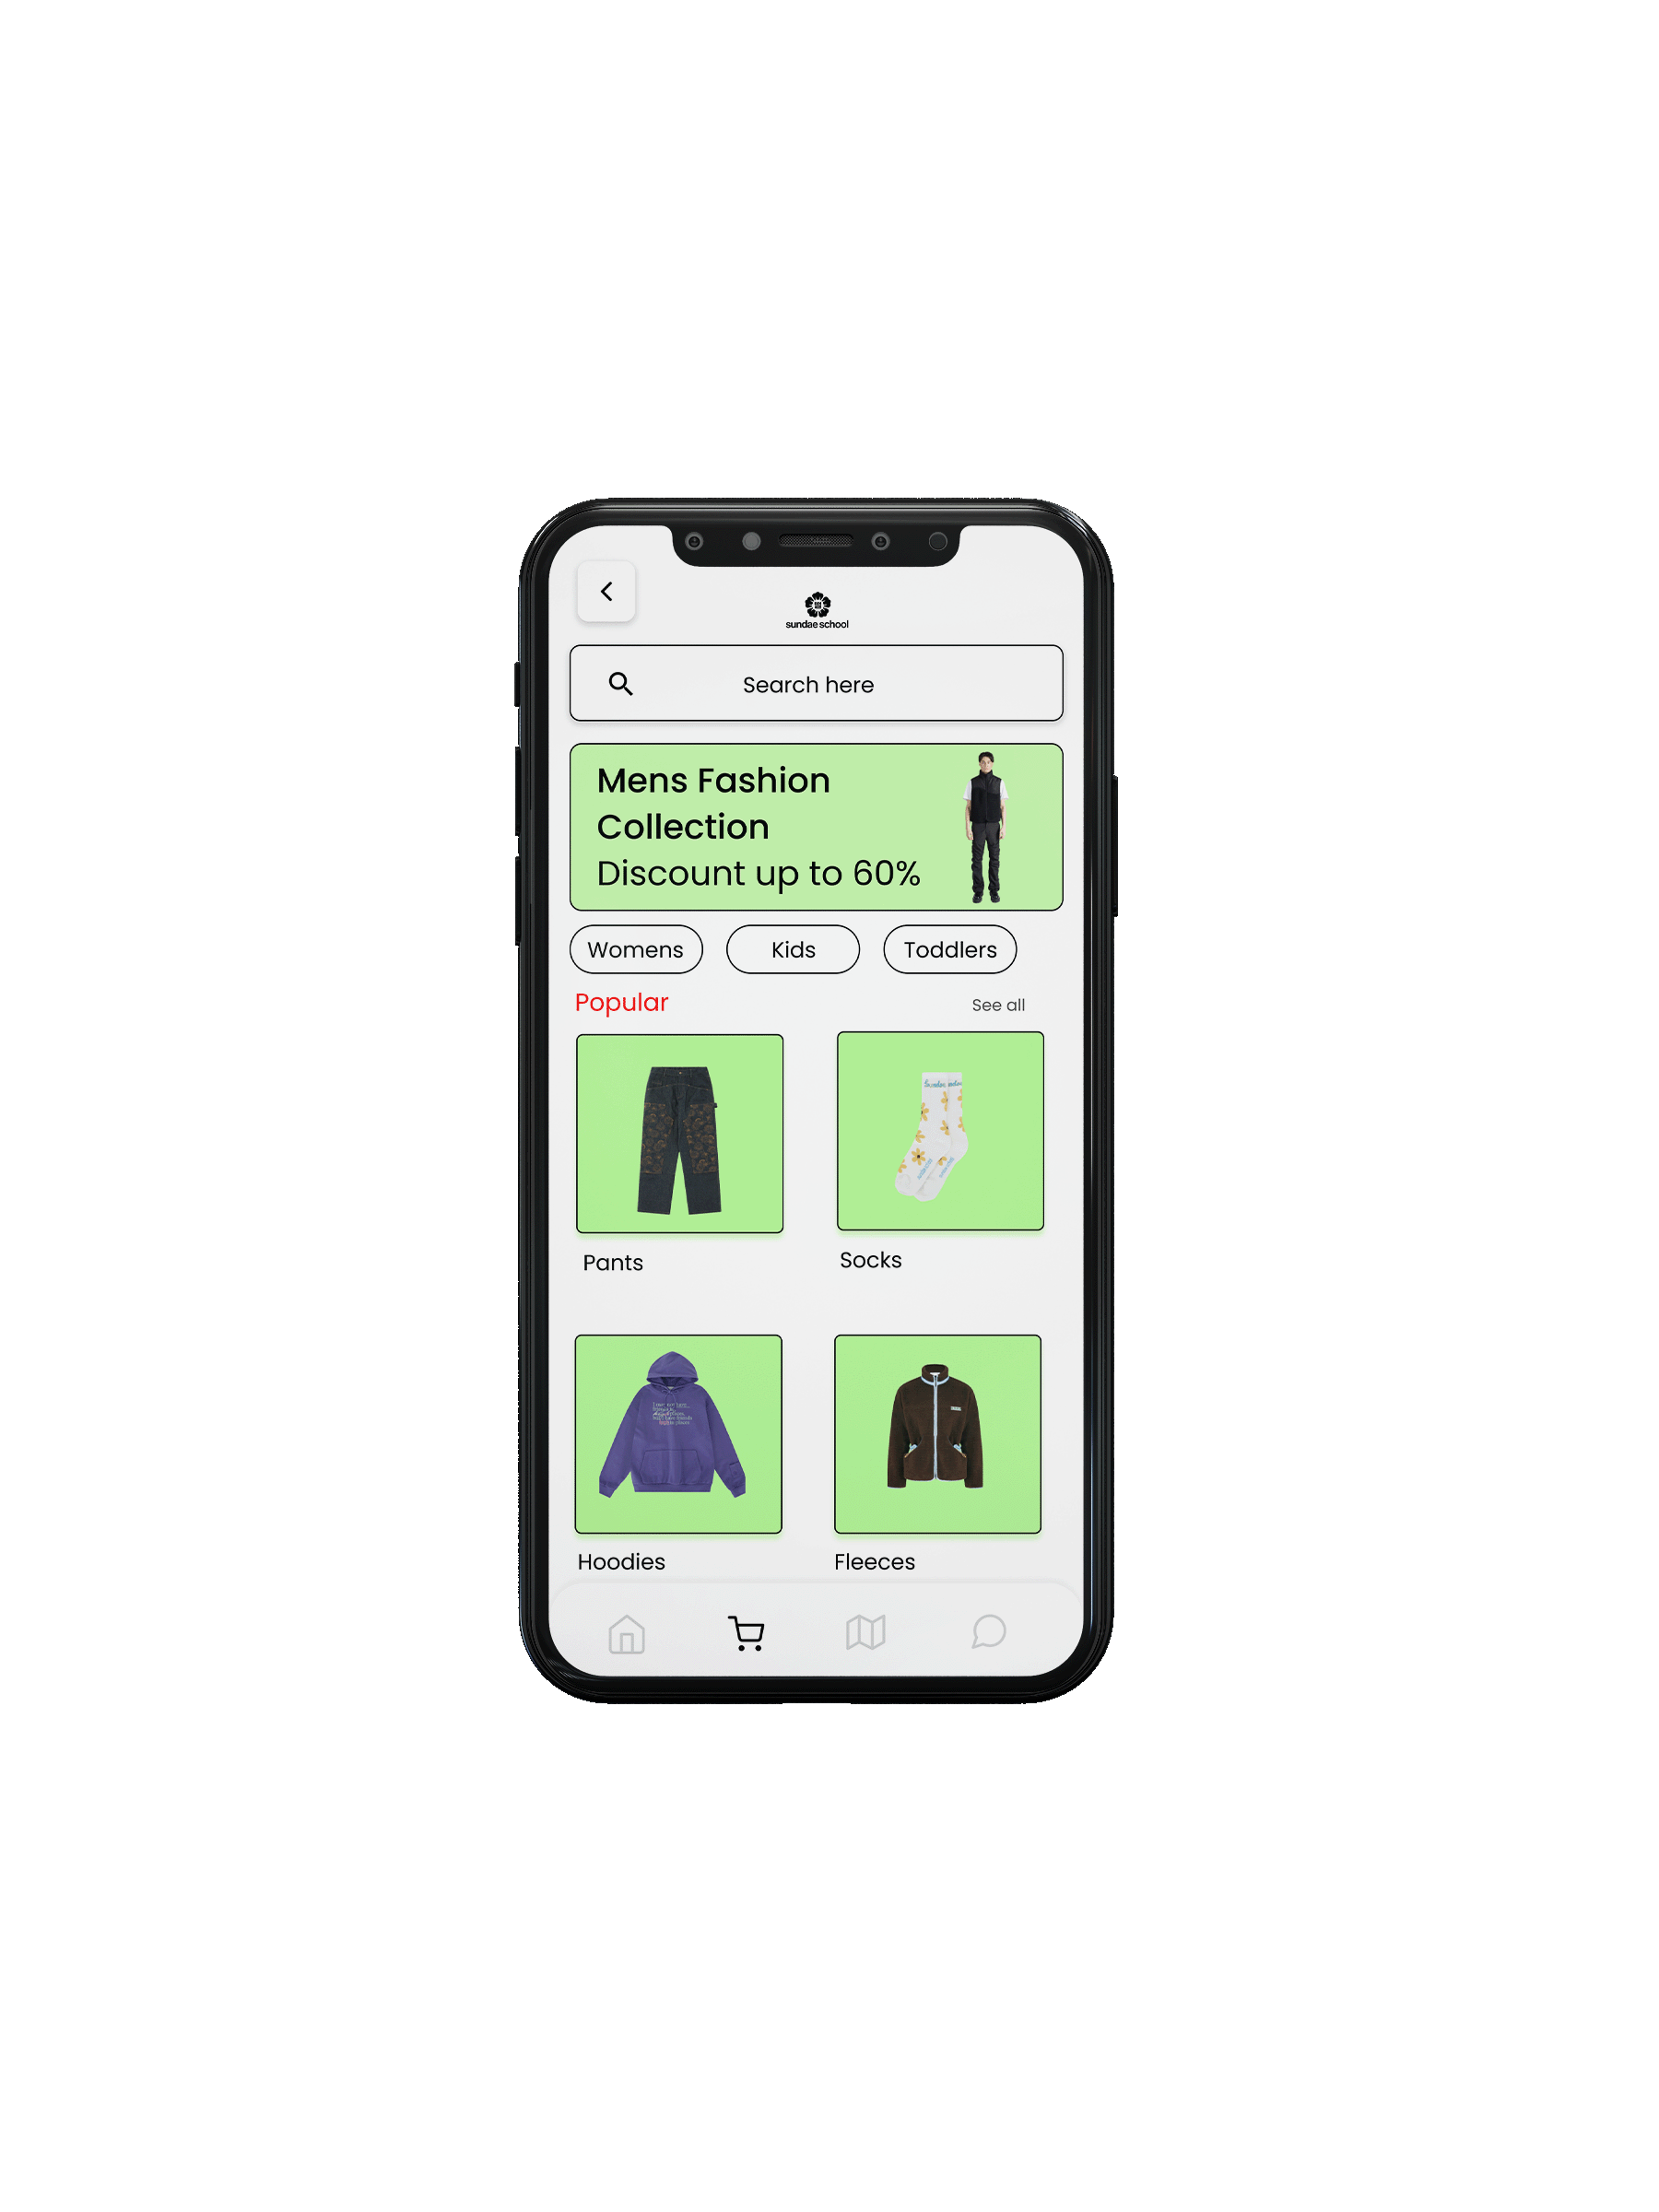 sundae school
Search here
Mens Fashion
Collection
Discount up to 60%
Womens Kids Toddlers
Popular See all
Pants Socks
Hoodies Fleeces